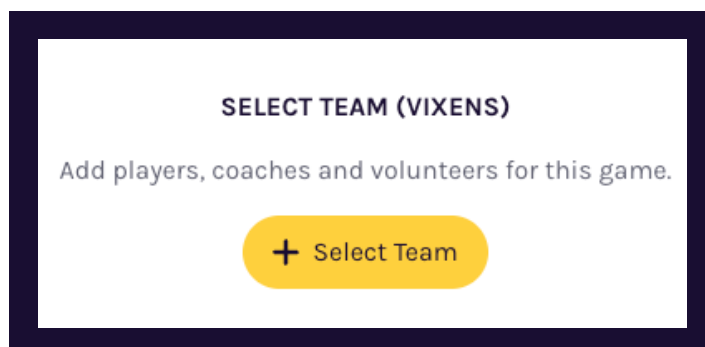 SELECT TEAM (VIXENS)
Add players, coaches and volunteers for this game.
+ Select Team